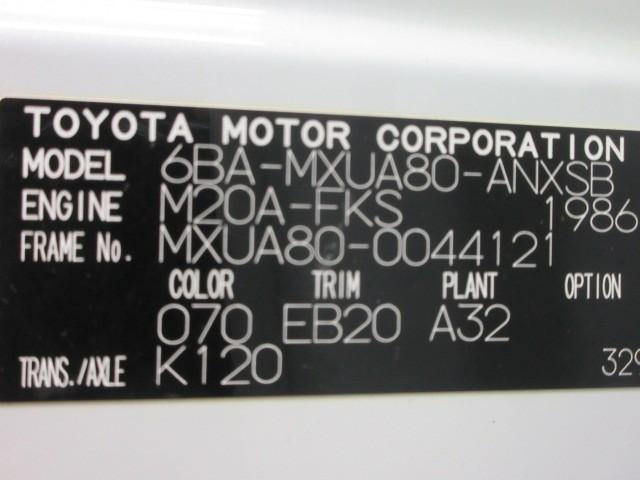 TOYOTA MOTOR CORPORATION
MODEL 6BA-MXUA80-ANXSB
ENGINE M20A-FKS 1986
FRAME No. MXUA80-0044121
COLOR TRIM PLANT OPTION
070 EB20 A32
TRANS./AXLE K120 329